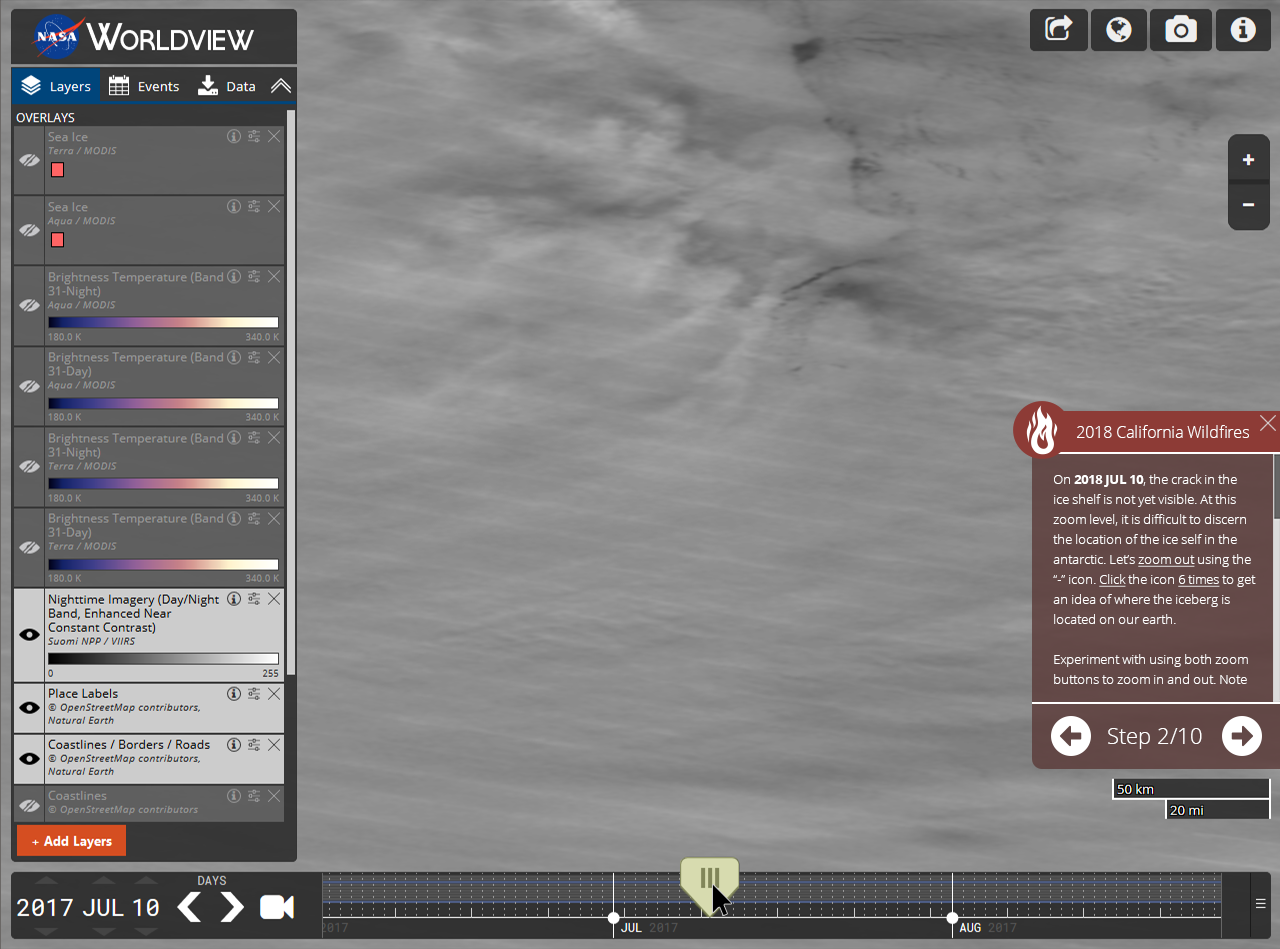 NASA WORLDVIEW
Layers Events Data
OVERLAYS
Sea Ice
Terra / MODIS
Sea Ice
Aqua / MODIS
Brightness Temperature (Band
31-Night)
Aqua / MODIS
180.0 K 340.0 K
Brightness Temperature (Band
31-Day)
Aqua / MODIS
180.0 K 340.0 K
Brightness Temperature (Band
31-Night)
Terra / MODIS
180.0 K 340.0 K
Brightness Temperature (Band
31-Day)
Terra / MODIS
180.0 K 340.0 K
Nighttime Imagery (Day/Night
Band, Enhanced Near
Constant Contrast)
Suomi NPP / VIIRS
0 255
Place Labels
© OpenStreetMap contributors,
Natural Earth
Coastlines / Borders / Roads
© OpenStreetMap contributors,
Natural Earth
Coastlines
© OpenStreetMap contributors
+ Add Layers
2018 California Wildfires
On 2018 JUL 10, the crack in the
ice shelf is not yet visible. At this
zoom level, it is difficult to discern
the location of the ice self in the
antarctic. Let's zoom out using the
“-” icon. Click the icon 6 times to get
an idea of where the iceberg is
located on our earth.
Experiment with using both zoom
buttons to zoom in and out. Note
Step 2/10
50 km
20 mi
DAYS
2017 JUL 10
2017
JUL 2017
AUG 2017